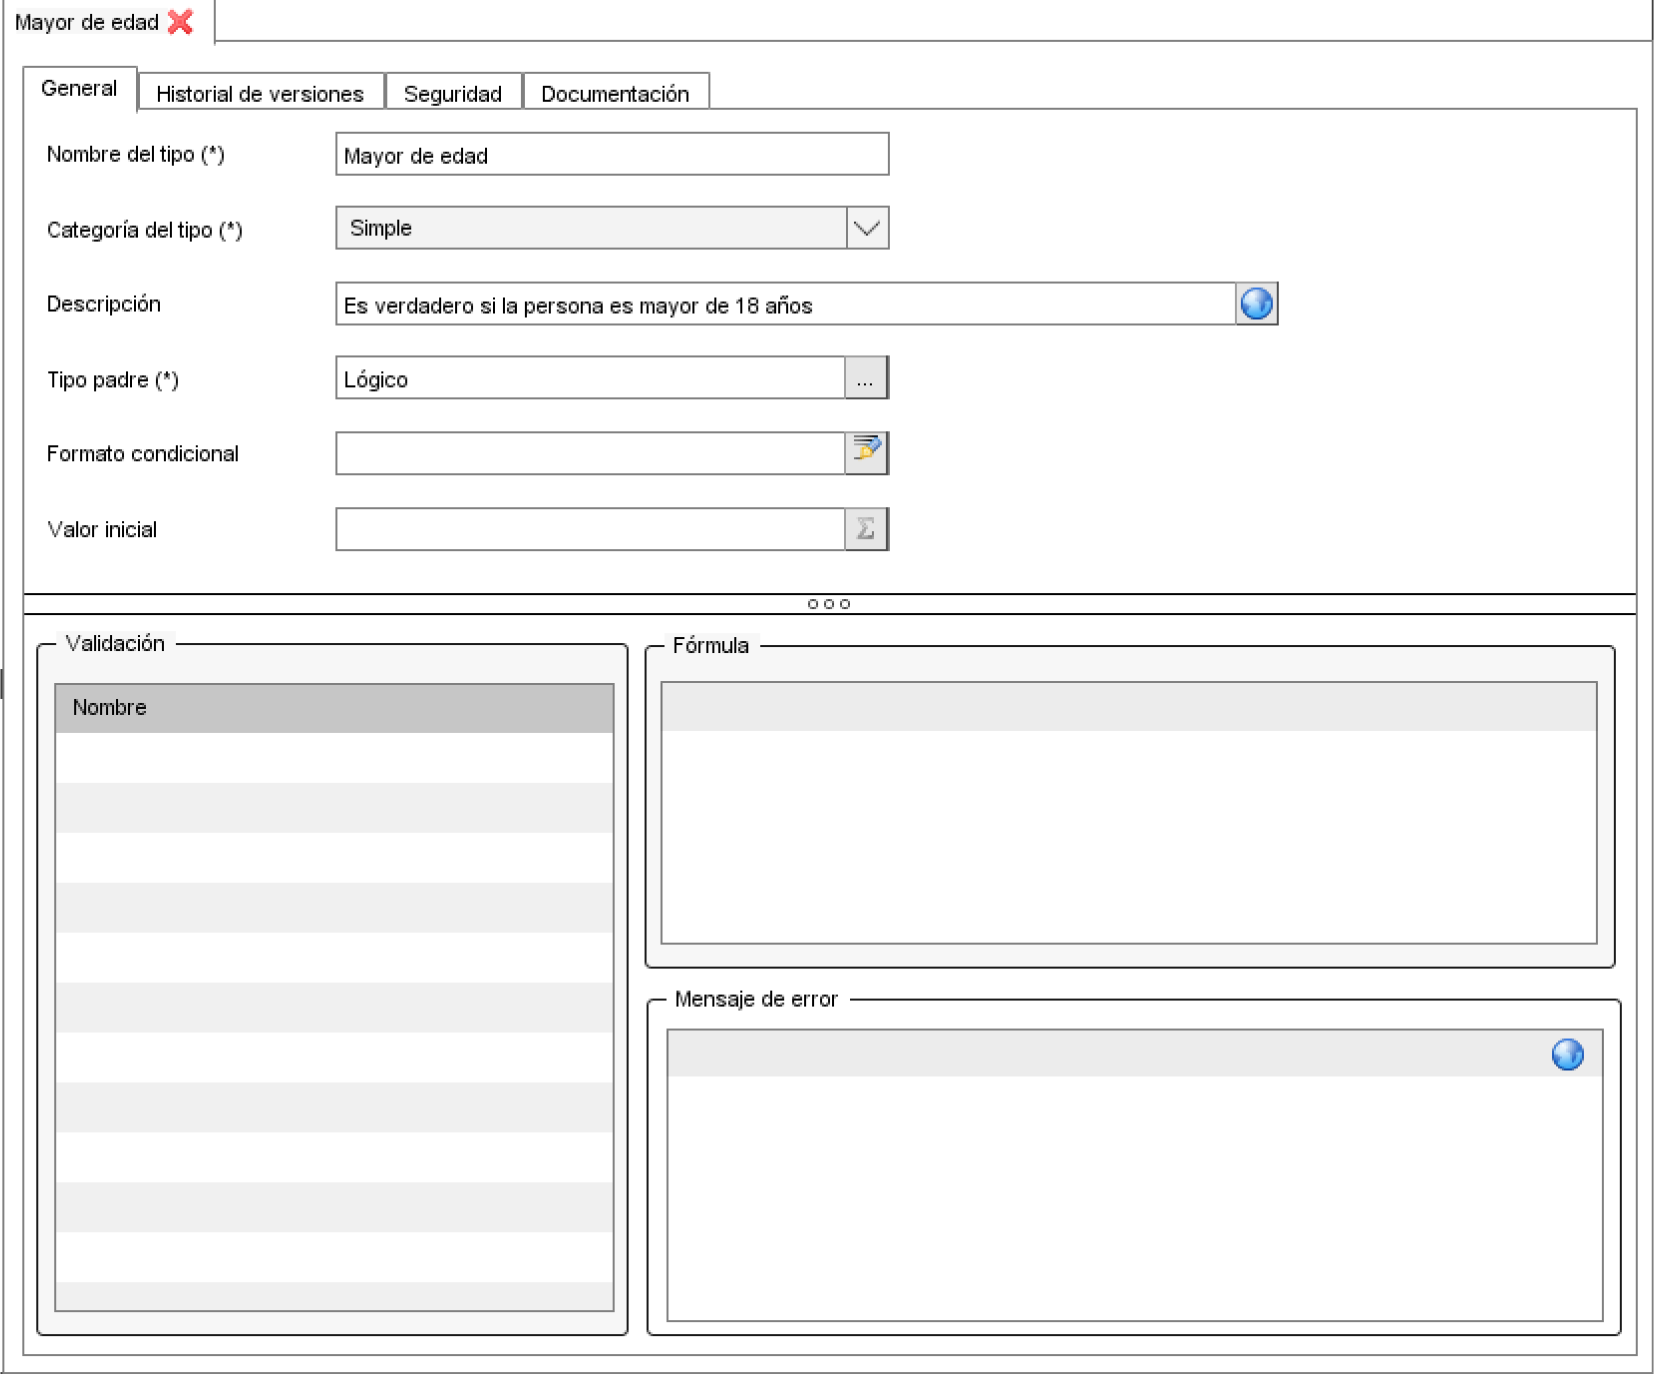 Mayor de edad
General Historial de versiones Seguridad Documentación
Nombre del tipo (*) Mayor de edad
Categoría del tipo (*) Simple
Descripción Es verdadero si la persona es mayor de 18 años
Tipo padre (*) Lógico ...
Formato condicional
Valor inicial Σ
Validación Fórmula
Nombre
Mensaje de error